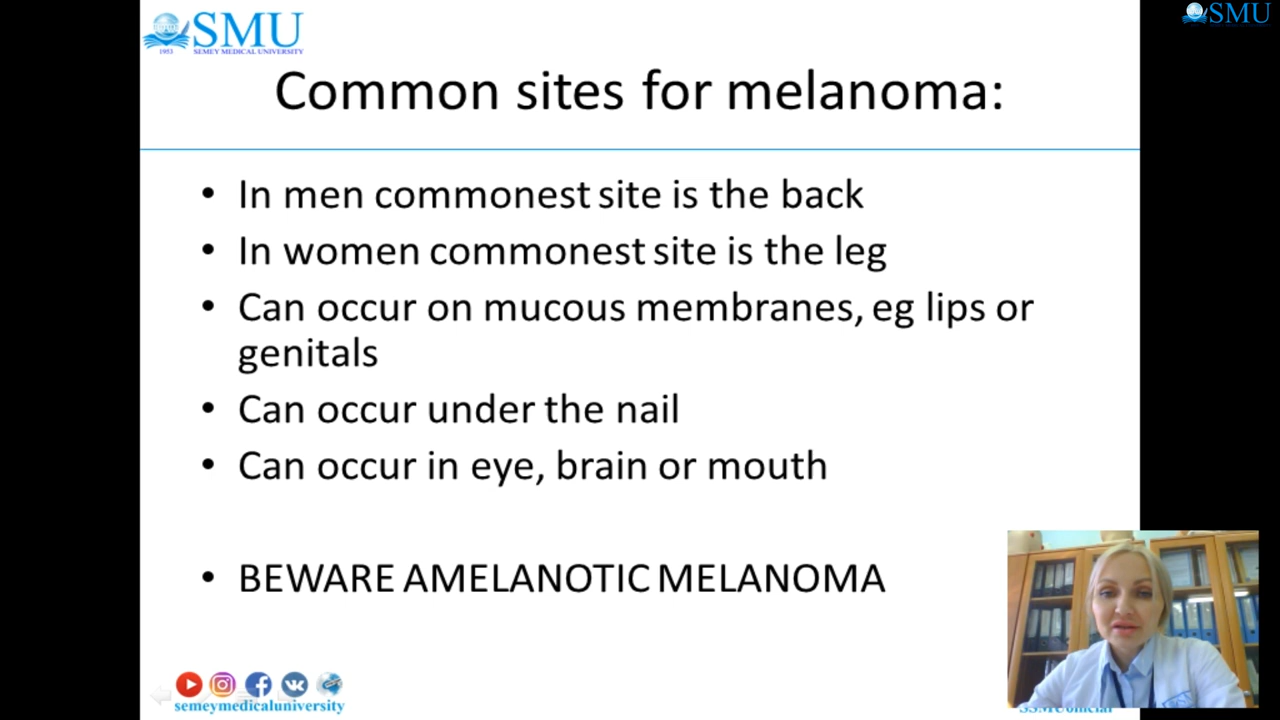 SMU
SMU
1953 SEMEY MEDICAL UNIVERSITY
Common sites for melanoma:
• In men commonest site is the back
• In women commonest site is the leg
• Can occur on mucous membranes, eg lips or
genitals
• Can occur under the nail
• Can occur in eye, brain or mouth
• BEWARE AMELANOTIC MELANOMA
semeymedicaluniversity